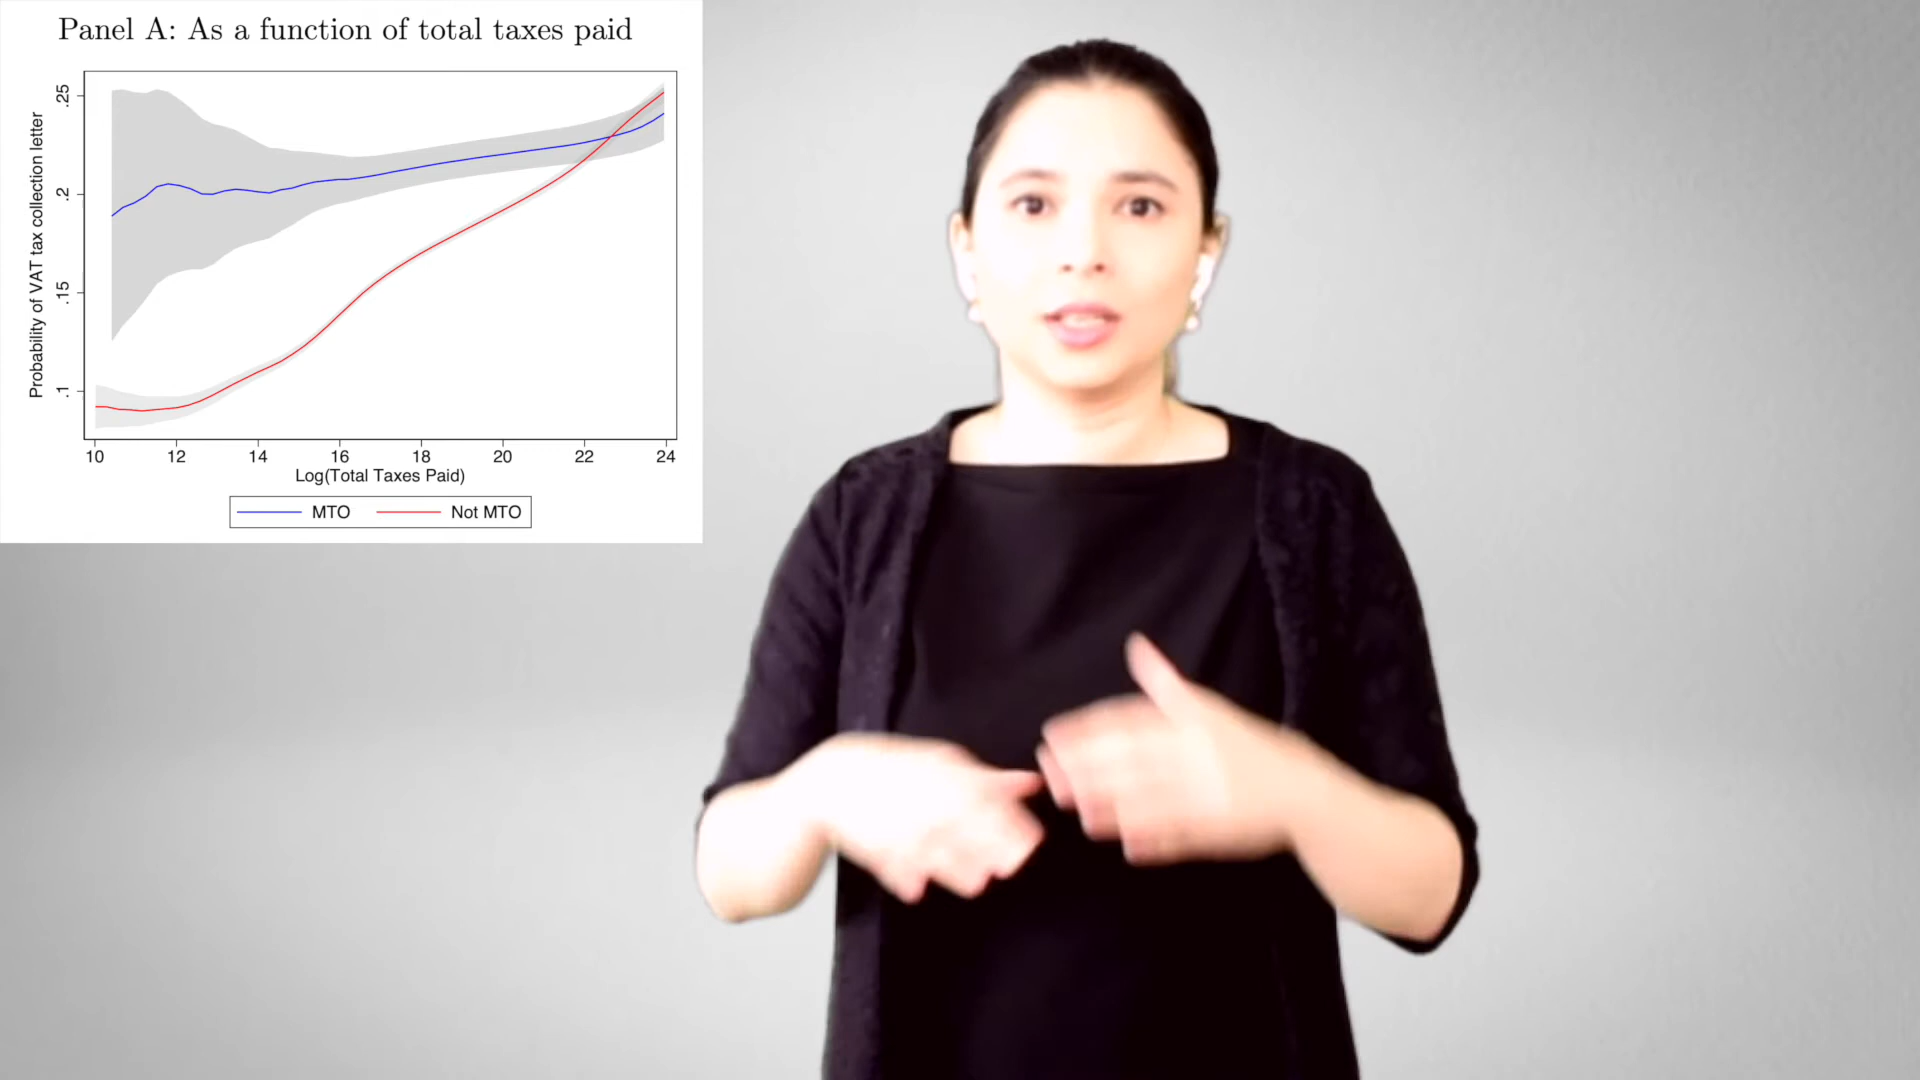 Panel A: As a function of total taxes paid
Probability of VAT tax collection letter
.25
.2
.15
.1
10 12 14 16 18 20 22 24
Log(Total Taxes Paid)
MTO Not MTO